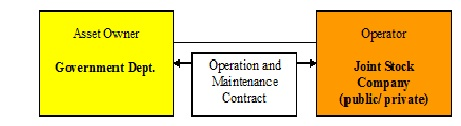 Asset Owner
Government Dept.
Operation and
Maintenance
Contract
Operator
Joint Stock
Company
(public/private)